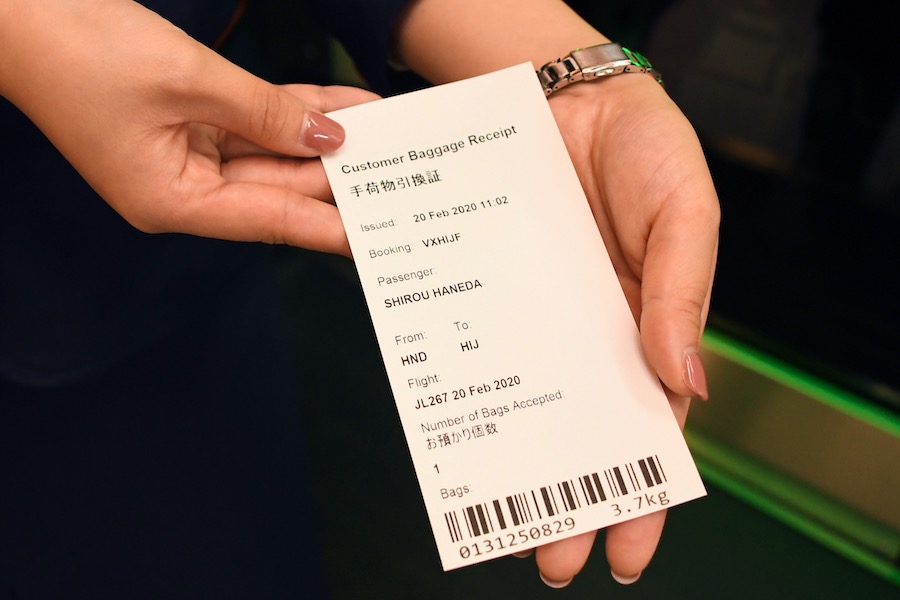 Customer Baggage Receipt
手荷物引換証
Issued: 20 Feb 2020 11:02
Booking: VXHIJF
Passenger:
SHIROU HANEDA
From: To:
HND HIJ
Flight:
JL267 20 Feb 2020
Number of Bags Accepted:
お預かり個数
1
Bags:
0131250829 3.7kg